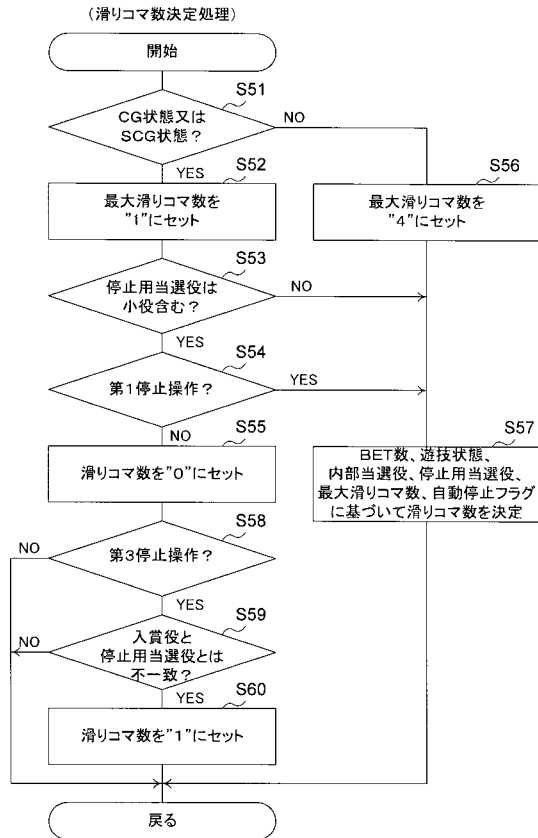 (滑りコマ数決定処理)
開始
S51
CG状態又は
SCG状態?
NO
YES
S52
最大滑りコマ数を
"1"にセット
S56
最大滑りコマ数を
"4"にセット
S53
停止用当選役は
小役含む?
NO
YES
S54
第1停止操作?
YES
NO
S55
滑りコマ数を"0"にセット
S57
BET数、遊技状態、
内部当選役、停止用当選役、
最大滑りコマ数、自動停止フラグ
に基づいて滑りコマ数を決定
S58
第3停止操作?
NO
YES
S59
入賞役と
停止用当選役とは
不一致?
NO
YES
S60
滑りコマ数を"1"にセット
戻る